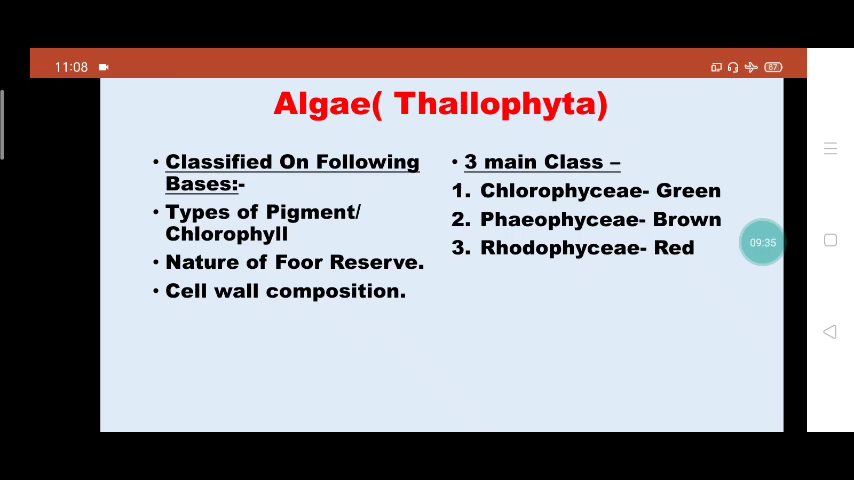 11:08
87
Algae( Thallophyta)
• Classified On Following
Bases:-
• Types of Pigment/
Chlorophyll
• Nature of Foor Reserve.
• Cell wall composition.
• 3 main Class –
1. Chlorophyceae- Green
2. Phaeophyceae- Brown
3. Rhodophyceae- Red
09:35